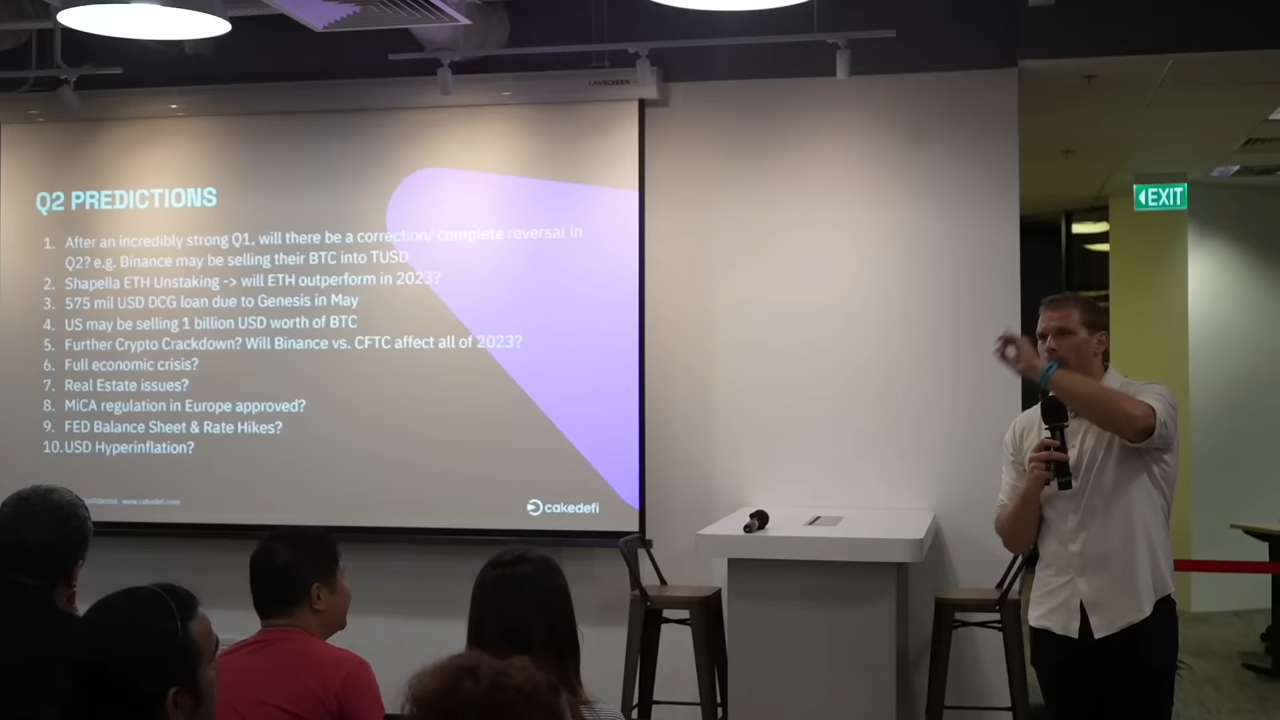 LAVSCREEN
EXIT
Q2 PREDICTIONS
1. After an incredibly strong Q1, will there be a correction/ complete reversal in
Q2? e.g. Binance may be selling their BTC into TUSD
2. Shapella ETH Unstaking -> will ETH outperform in 2023?
3. 575 mil USD DCG loan due to Genesis in May
4. US may be selling 1 billion USD worth of BTC
5. Further Crypto Crackdown? Will Binance vs. CFTC affect all of 2023?
6. Full economic crisis?
7. Real Estate issues?
8. MiCA regulation in Europe approved?
9. FED Balance Sheet & Rate Hikes?
10. USD Hyperinflation?
www.cakedefi.com
cakedefi